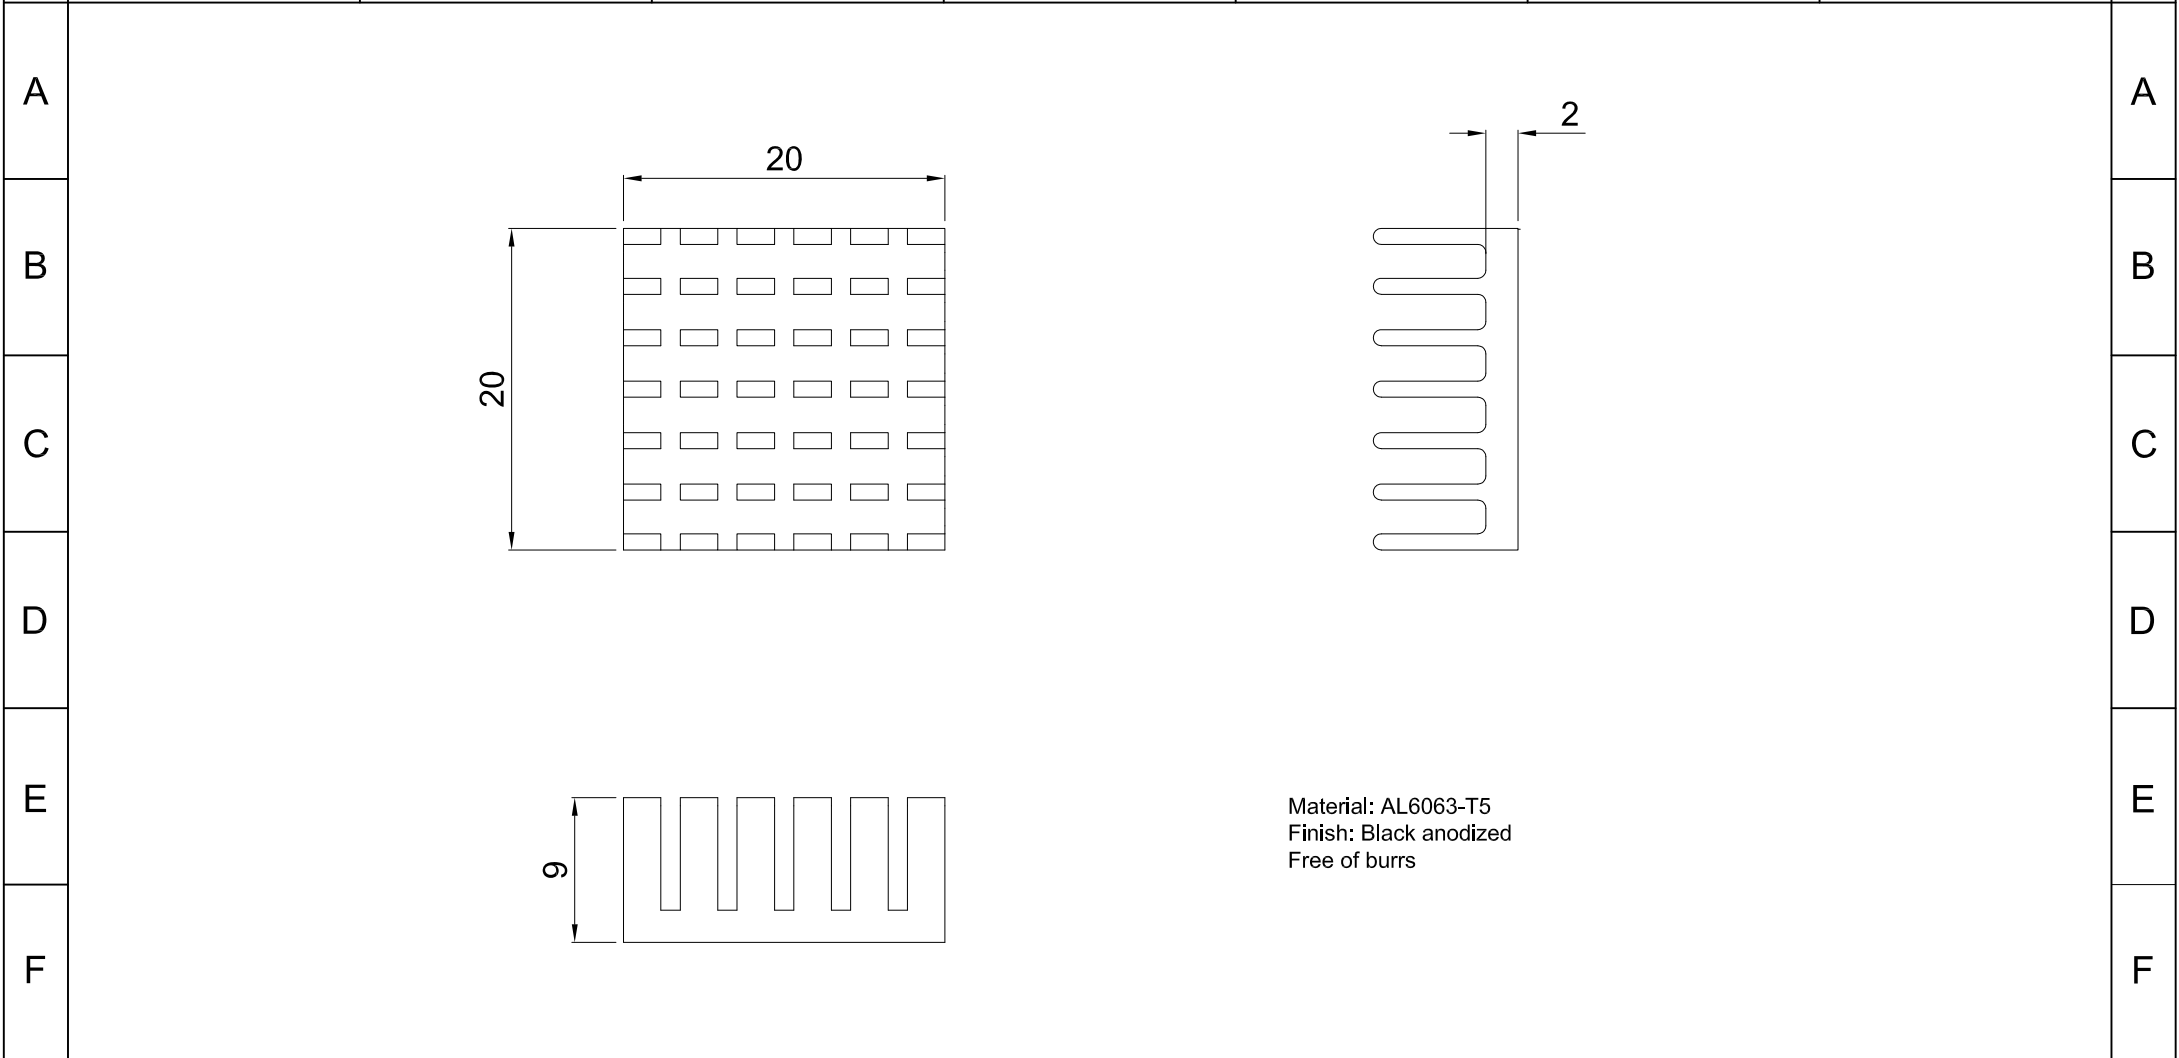 A
A
2
20
B
B
20
C
C
D
D
E
E
Material: AL6063-T5
Finish: Black anodized
Free of burrs
9
F
F